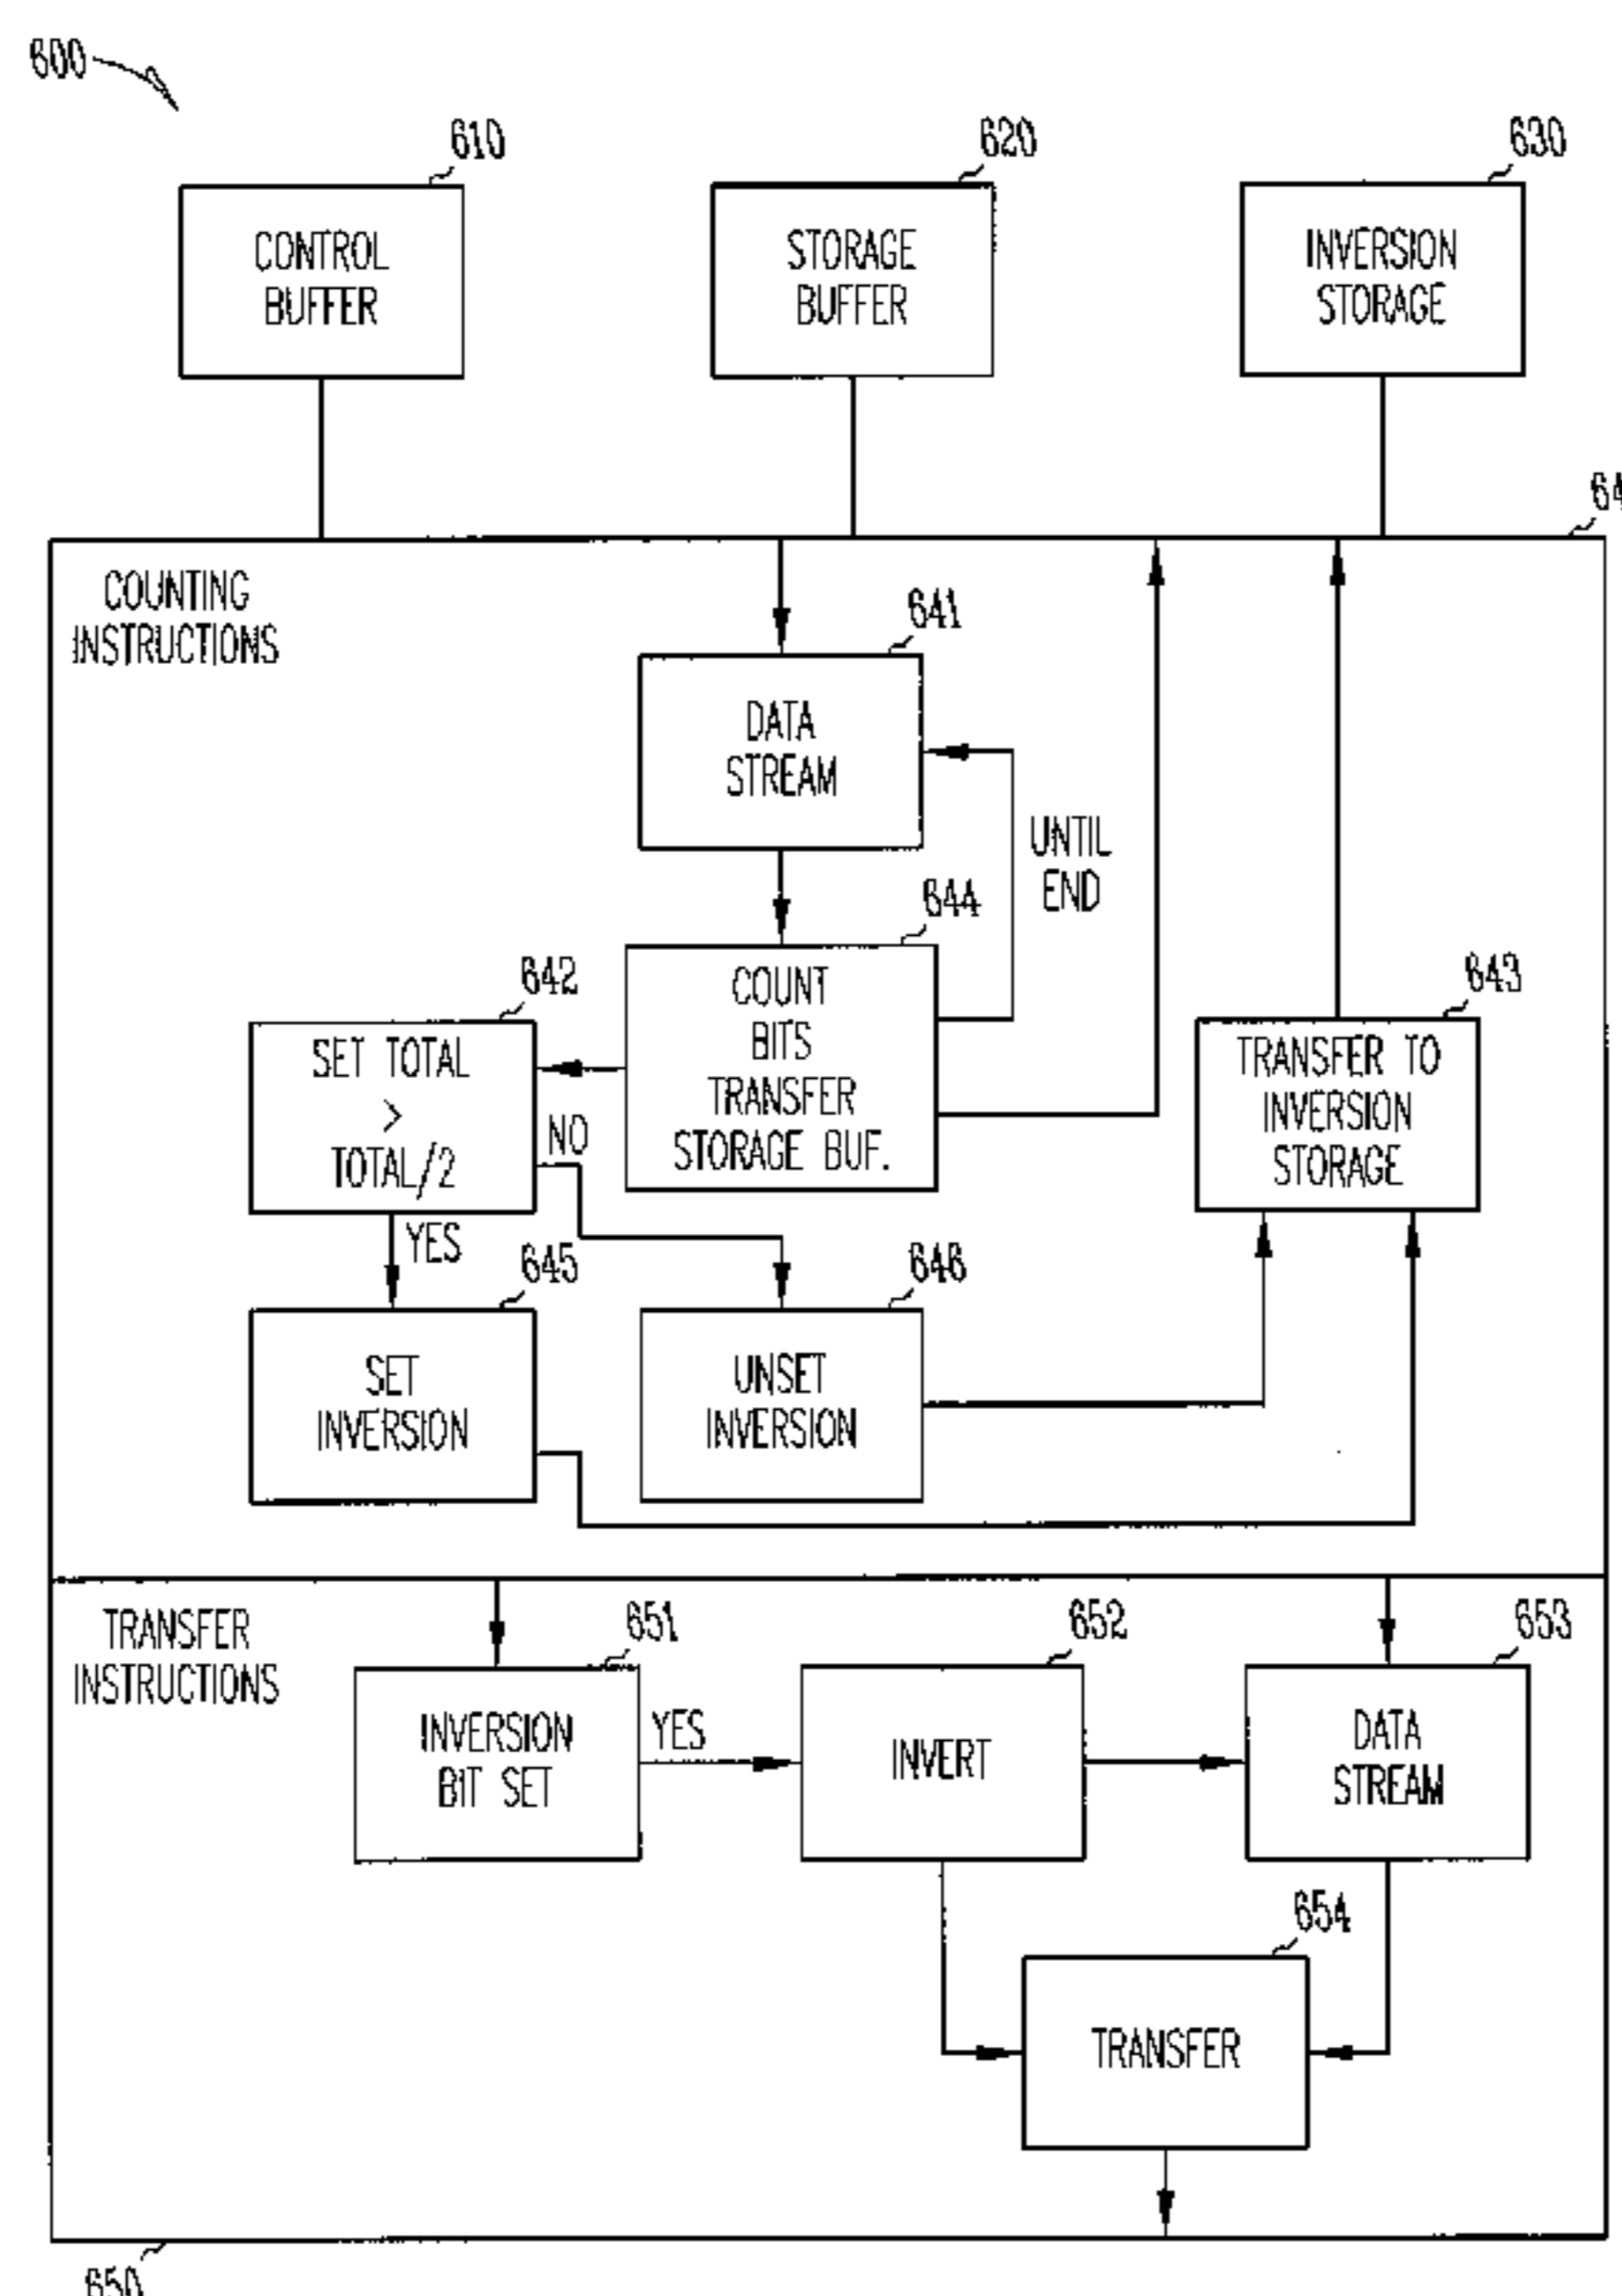 600
610
CONTROL
BUFFER
620
STORAGE
BUFFER
630
INVERSION
STORAGE
COUNTING
INSTRUCTIONS
641
DATA
STREAM
UNTIL
END
644
COUNT
BITS
TRANSFER
STORAGE BUF.
642
SET TOTAL
>
TOTAL/2
NO
YES
643
TRANSFER TO
INVERSION
STORAGE
645
SET
INVERSION
646
UNSET
INVERSION
TRANSFER
INSTRUCTIONS
651
INVERSION
BIT SET
YES
652
INVERT
653
DATA
STREAM
654
TRANSFER
650